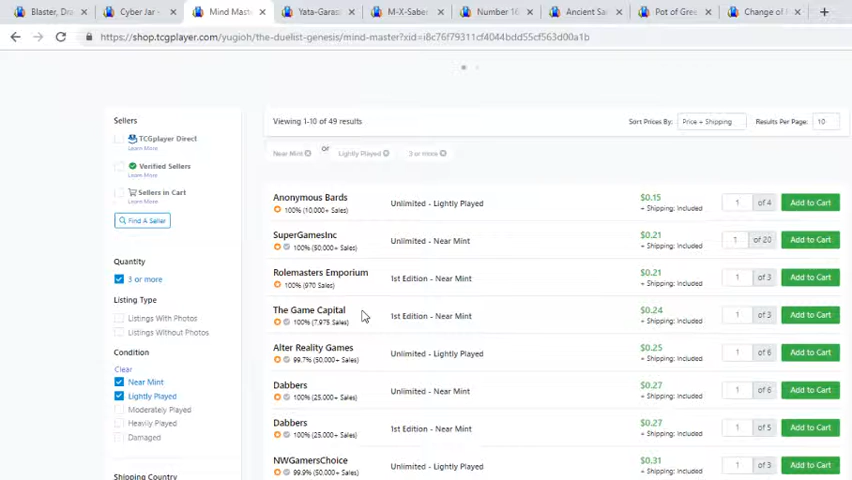 Blaster, Dra
Cyber Jar -
Mind Mast
Yata-Garas
M-X-Saber
Number 16
Ancient Sa
Pot of Gree
Change of
https://shop.tcgplayer.com/yugioh/the-duelist-genesis/mind-master?xid=i8c76f79311cf4044bdd55cf563d00a1b
Sellers
TCGplayer Direct
Learn More
Verified Sellers
Learn More
Sellers in Cart
Learn More
Find A Seller
Quantity
3 or more
Listing Type
Listings With Photos
Listings Without Photos
Condition
Clear
Near Mint
Lightly Played
Moderately Played
Heavily Played
Damaged
Shipping Country
Viewing 1-10 of 49 results
Sort Prices By: Price + Shipping Results Per Page: 10
Near Mint or Lightly Played 3 or more
Anonymous Bards
100% (10,000+ Sales)
Unlimited - Lightly Played
$0.15
+ Shipping: Included
1 of 4 Add to Cart
SuperGamesInc
100% (50,000+ Sales)
Unlimited - Near Mint
$0.21
+ Shipping: Included
1 of 20 Add to Cart
Rolemasters Emporium
100% (970 Sales)
1st Edition - Near Mint
$0.21
+ Shipping: Included
1 of 3 Add to Cart
The Game Capital
100% (7,975 Sales)
1st Edition - Near Mint
$0.24
+ Shipping: Included
1 of 3 Add to Cart
Alter Reality Games
99.7% (50,000+ Sales)
Unlimited - Lightly Played
$0.25
+ Shipping: Included
1 of 6 Add to Cart
Dabbers
100% (25,000+ Sales)
Unlimited - Near Mint
$0.27
+ Shipping: Included
1 of 6 Add to Cart
Dabbers
100% (25,000+ Sales)
1st Edition - Near Mint
$0.27
+ Shipping: Included
1 of 5 Add to Cart
NWGamersChoice
99.9% (50,000+ Sales)
Unlimited - Lightly Played
$0.31
+ Shipping: Included
1 of 3 Add to Cart